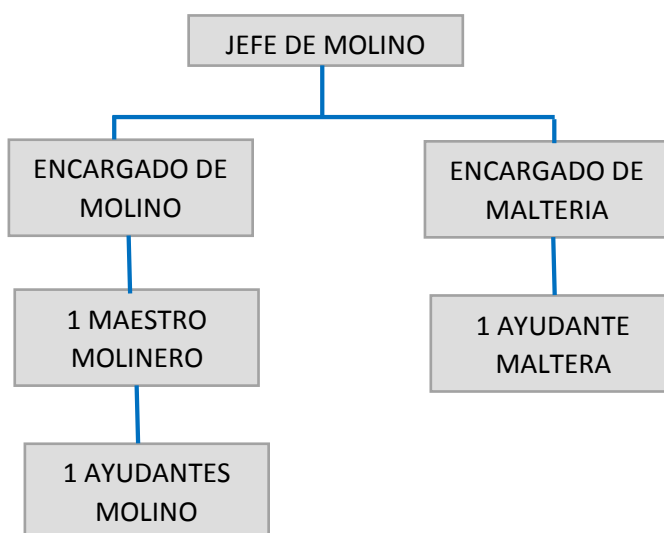 JEFE DE MOLINO
ENCARGADO DE
MOLINO
ENCARGADO DE
MALTERIA
1 MAESTRO
MOLINERO
1 AYUDANTE
MALTERA
1 AYUDANTES
MOLINO